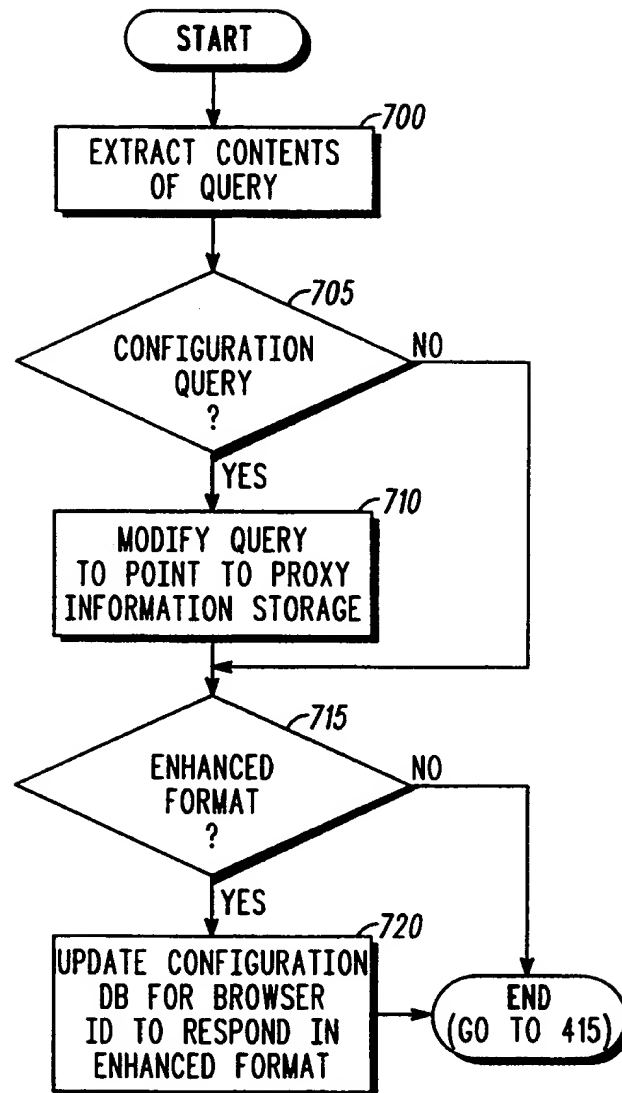 START
700
EXTRACT CONTENTS
OF QUERY
705
CONFIGURATION
QUERY
?
NO
YES
710
MODIFY QUERY
TO POINT TO PROXY
INFORMATION STORAGE
715
ENHANCED
FORMAT
?
NO
YES
720
UPDATE CONFIGURATION
DB FOR BROWSER
ID TO RESPOND IN
ENHANCED FORMAT
END
(GO TO 415)